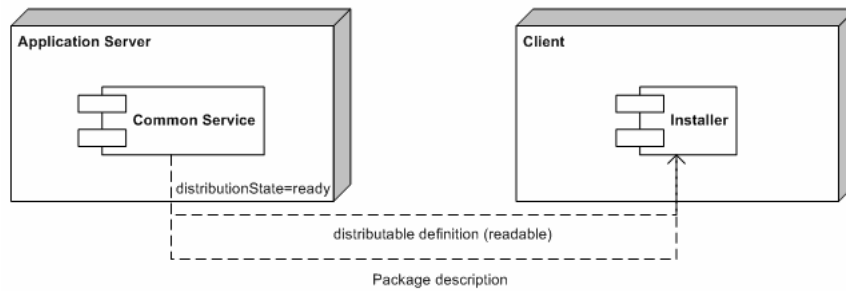 Application Server
Client
Common Service
Installer
distributionState=ready
distributable definition (readable)
Package description